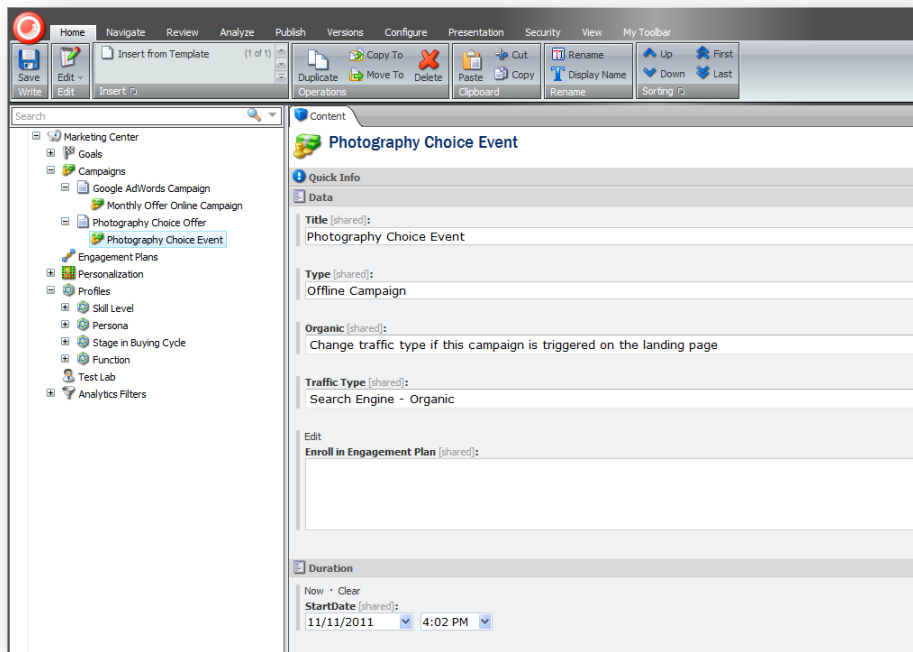 Home Navigate Review Analyze Publish Versions Configure Presentation Security View My Toolbar
Save Edit Insert from Template (1 of 1) Duplicate Copy To Move To Delete Paste Cut Copy Rename Display Name Up Down First Last
Write Edit Insert Operations Clipboard Rename Sorting
Search
Marketing Center
Goals
Campaigns
Google AdWords Campaign
Monthly Offer Online Campaign
Photography Choice Offer
Photography Choice Event
Engagement Plans
Personalization
Profiles
Skill Level
Persona
Stage in Buying Cycle
Function
Test Lab
Analytics Filters
Content
Photography Choice Event
Quick Info
Data
Title [shared]:
Photography Choice Event
Type [shared]:
Offline Campaign
Organic [shared]:
Change traffic type if this campaign is triggered on the landing page
Traffic Type [shared]:
Search Engine - Organic
Edit
Enroll in Engagement Plan [shared]:
Duration
Now · Clear
StartDate [shared]:
11/11/2011 4:02 PM